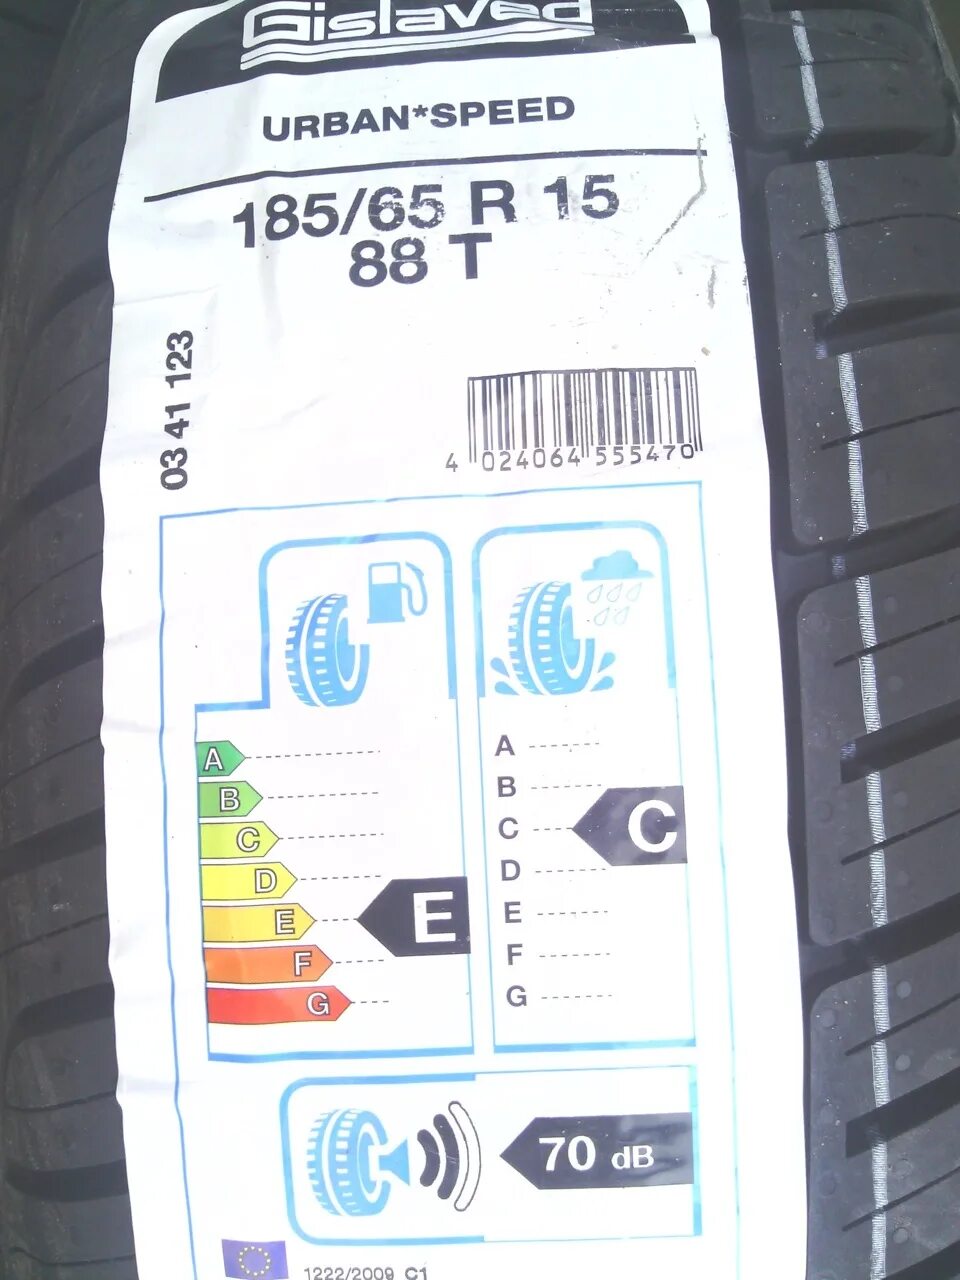 Gislaved
URBAN*SPEED
185/65 R 15
88 T
03 41 123
4 024064 555470
A
B
C
D
E
F
G
E
A
B
C
D
E
F
G
C
70 dB
1222/2009 C1